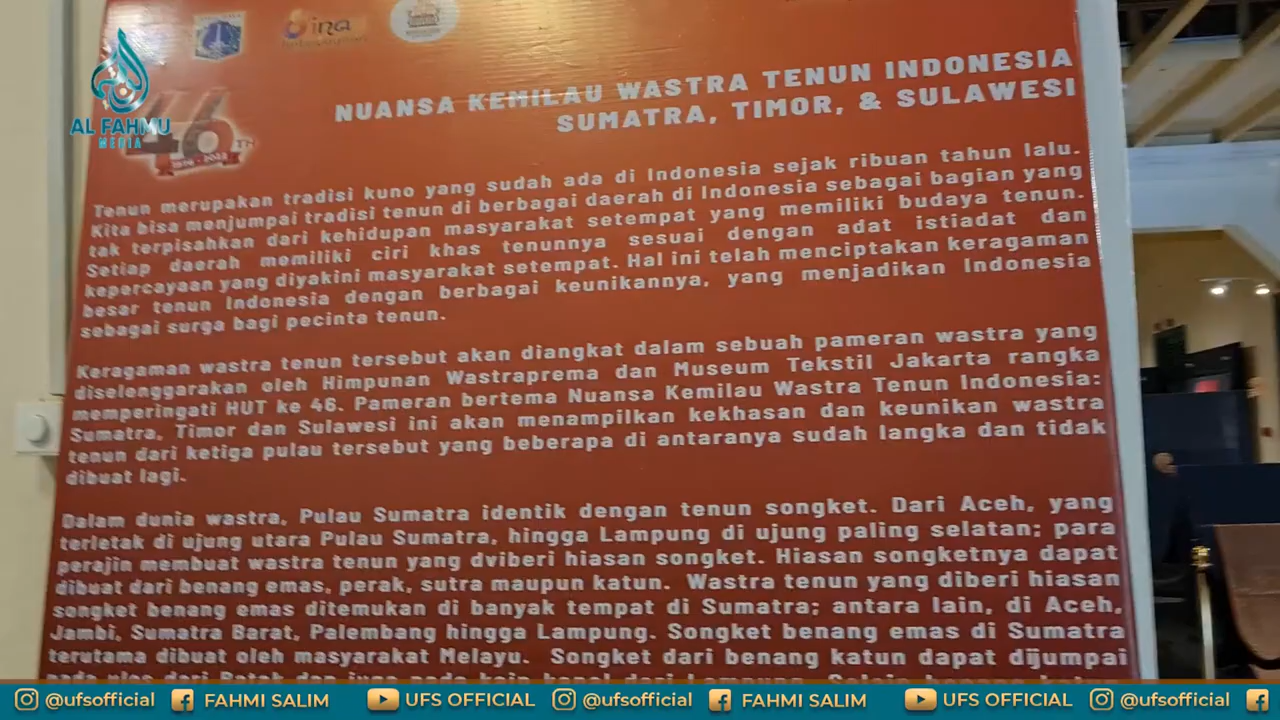 ina
AL FAHMU
MEDIA
46TH
1976 - 2022
NUANSA KEMILAU WASTRA TENUN INDONESIA
SUMATRA, TIMOR, & SULAWESI
Tenun merupakan tradisi kuno yang sudah ada di Indonesia sejak ribuan tahun lalu.
Kita bisa menjumpai tradisi tenun di berbagai daerah di Indonesia sebagai bagian yang
tak terpisahkan dari kehidupan masyarakat setempat yang memiliki budaya tenun.
Setiap daerah memiliki ciri khas tenunnya sesuai dengan adat istiadat dan
kepercayaan yang diyakini masyarakat setempat. Hal ini telah menciptakan keragaman
besar tenun Indonesia dengan berbagai keunikannya, yang menjadikan Indonesia
sebagai surga bagi pecinta tenun.
Keragaman wastra tenun tersebut akan diangkat dalam sebuah pameran wastra yang
diselenggarakan oleh Himpunan Wastraprema dan Museum Tekstil Jakarta rangka
memperingati HUT ke 46. Pameran bertema Nuansa Kemilau Wastra Tenun Indonesia:
Sumatra, Timor dan Sulawesi ini akan menampilkan kekhasan dan keunikan wastra
tenun dari ketiga pulau tersebut yang beberapa di antaranya sudah langka dan tidak
dibuat lagi.
Dalam dunia wastra, Pulau Sumatra identik dengan tenun songket. Dari Aceh, yang
terletak di ujung utara Pulau Sumatra, hingga Lampung di ujung paling selatan; para
perajin membuat wastra tenun yang dviberi hiasan songket. Hiasan songketnya dapat
dibuat dari benang emas, perak, sutra maupun katun. Wastra tenun yang diberi hiasan
songket benang emas ditemukan di banyak tempat di Sumatra; antara lain, di Aceh,
Jambi, Sumatra Barat, Palembang hingga Lampung. Songket benang emas di Sumatra
terutama dibuat oleh masyarakat Melayu. Songket dari benang katun dapat dijumpai
@ufsofficial FAHMI SALIM UFS OFFICIAL @ufsofficial FAHMI SALIM UFS OFFICIAL @ufsofficial